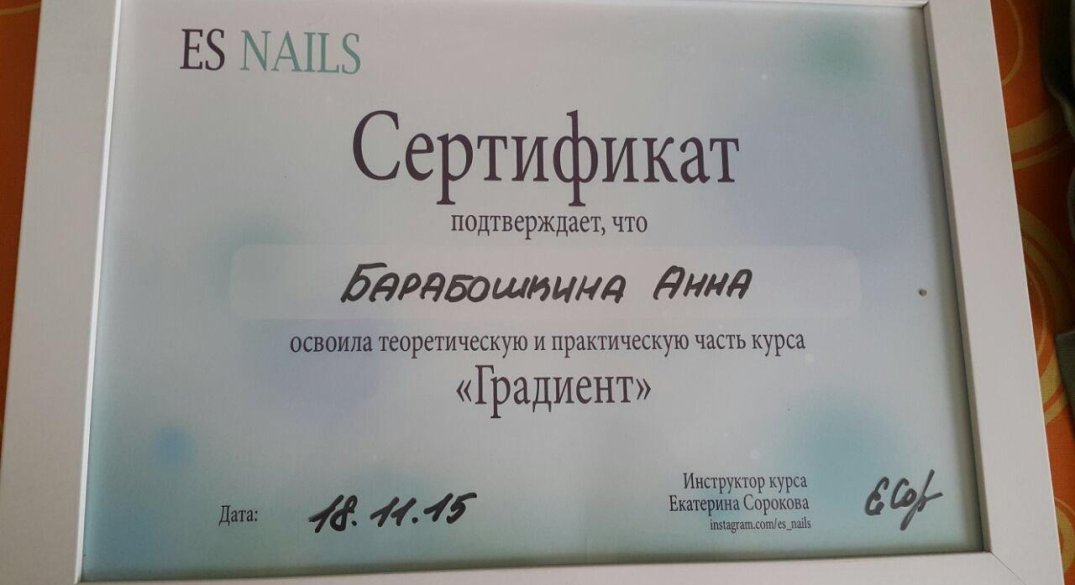 ES NAILS
Сертификат
подтверждает, что
БАРАБОШКИНА АННА
освоила теоретическую и практическую часть курса
«Градиент»
Дата: 18.11.15
Инструктор курса
Екатерина Сорокова
instagram.com/es_nails
ЕСор